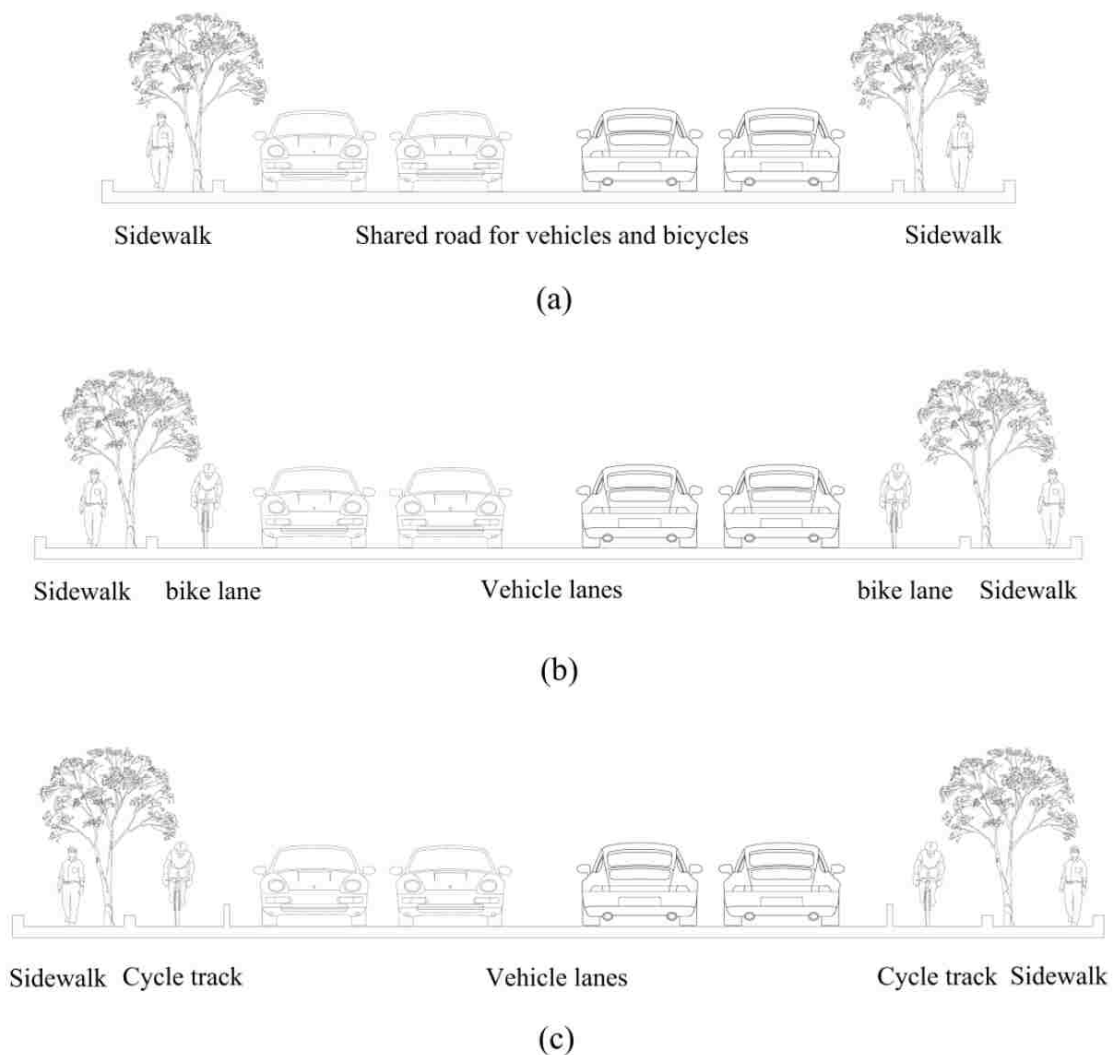 Sidewalk Shared road for vehicles and bicycles Sidewalk
(a)
Sidewalk bike lane Vehicle lanes bike lane Sidewalk
(b)
Sidewalk Cycle track Vehicle lanes Cycle track Sidewalk
(c)